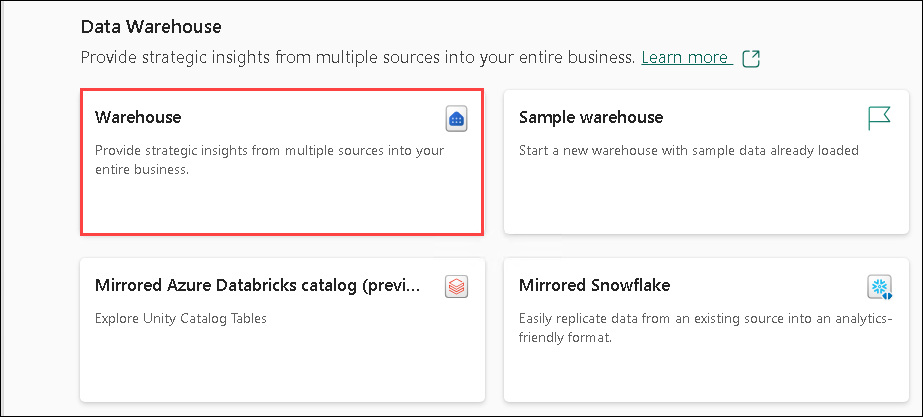 Data Warehouse
Provide strategic insights from multiple sources into your entire business. Learn more
Warehouse
Provide strategic insights from multiple sources into your
entire business.
Sample warehouse
Start a new warehouse with sample data already loaded
Mirrored Azure Databricks catalog (previ...
Explore Unity Catalog Tables
Mirrored Snowflake
Easily replicate data from an existing source into an analytics-
friendly format.